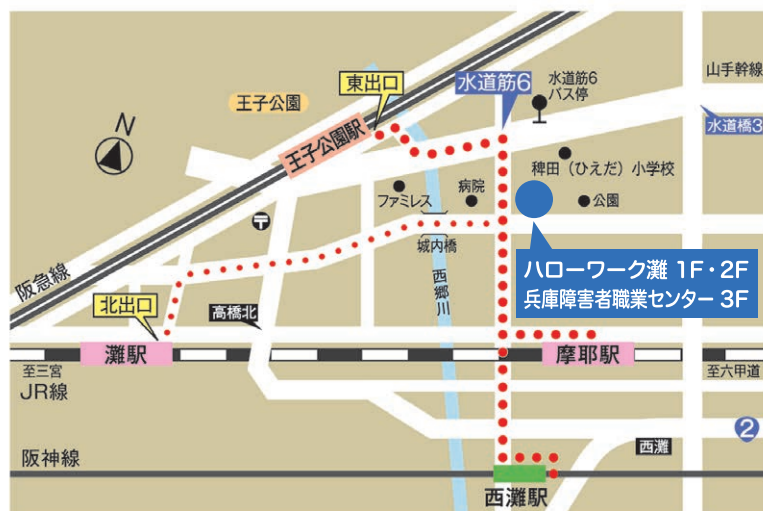 水道筋6
水道筋6
バス停
山手幹線
東出口
王子公園
N
王子公園駅
水道橋3
稗田（ひえだ）小学校
ファミレス
病院
公園
〒
城内橋
ハローワーク灘 1F・2F
兵庫障害者職業センター 3F
阪急線
西郷川
北出口
高橋北
灘駅
摩耶駅
至三宮
JR線
至六甲道
2
西灘
阪神線
西灘駅